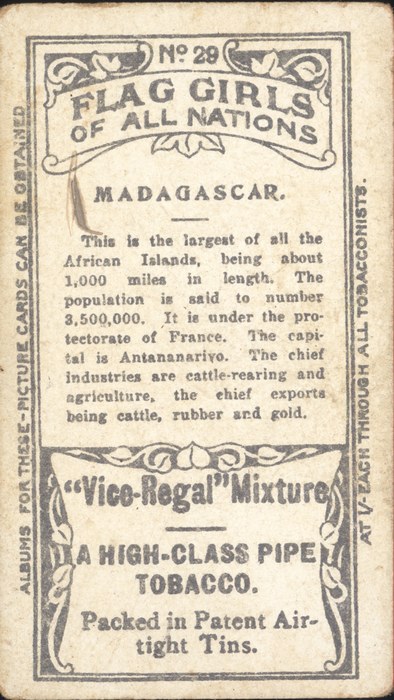 Nº 29
FLAG GIRLS
OF ALL NATIONS
MADAGASCAR.
This is the largest of all the
African Islands, being about
1,000 miles in length. The
population is said to number
3,500,000. It is under the pro-
tectorate of France. The capi-
tal is Antananarivo. The chief
industries are cattle-rearing and
agriculture, the chief exports
being cattle, rubber and gold.
"Vice-Regal" Mixture
A HIGH-CLASS PIPE
TOBACCO.
Packed in Patent Air-
tight Tins.
ALBUMS FOR THESE-PICTURE CARDS CAN BE OBTAINED
AT 1/- EACH THROUGH ALL TOBACCONISTS.